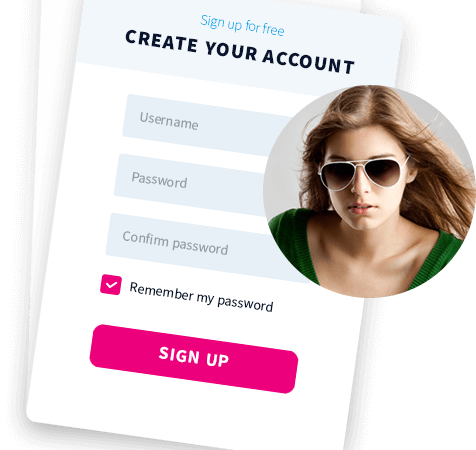 Sign up for free
CREATE YOUR ACCOUNT
Username
Password
Confirm password
Remember my password
SIGN UP